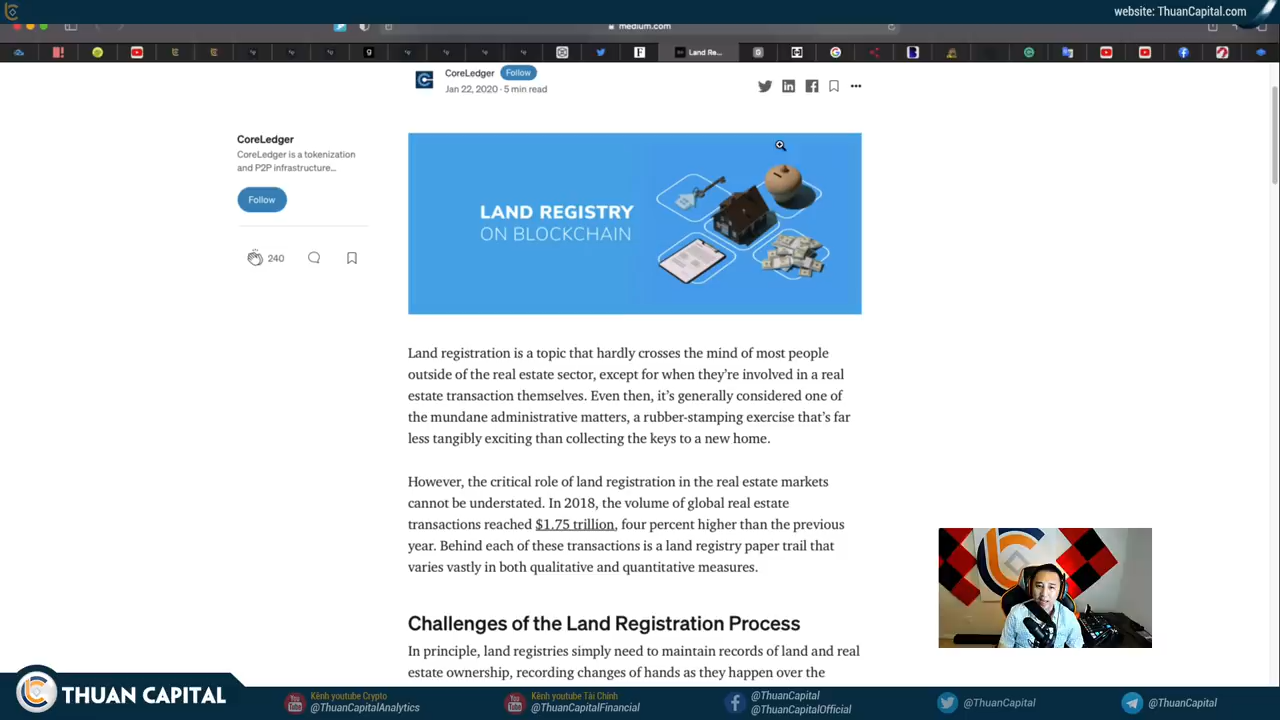 website: ThuanCapital.com
medium.com
Land Re...
CoreLedger
Follow
Jan 22, 2020 · 5 min read
CoreLedger
CoreLedger is a tokenization
and P2P infrastructure...
Follow
240
LAND REGISTRY
ON BLOCKCHAIN
Land registration is a topic that hardly crosses the mind of most people
outside of the real estate sector, except for when they're involved in a real
estate transaction themselves. Even then, it's generally considered one of
the mundane administrative matters, a rubber-stamping exercise that's far
less tangibly exciting than collecting the keys to a new home.
However, the critical role of land registration in the real estate markets
cannot be understated. In 2018, the volume of global real estate
transactions reached $1.75 trillion, four percent higher than the previous
year. Behind each of these transactions is a land registry paper trail that
varies vastly in both qualitative and quantitative measures.
Challenges of the Land Registration Process
In principle, land registries simply need to maintain records of land and real
estate ownership, recording changes of hands as they happen over the
THUAN CAPITAL
Kênh youtube Crypto
@ThuanCapitalAnalytics
Kênh youtube Tài Chính
@ThuanCapitalFinancial
@ThuanCapital
@ThuanCapitalOfficial
@ThuanCapital
@ThuanCapital